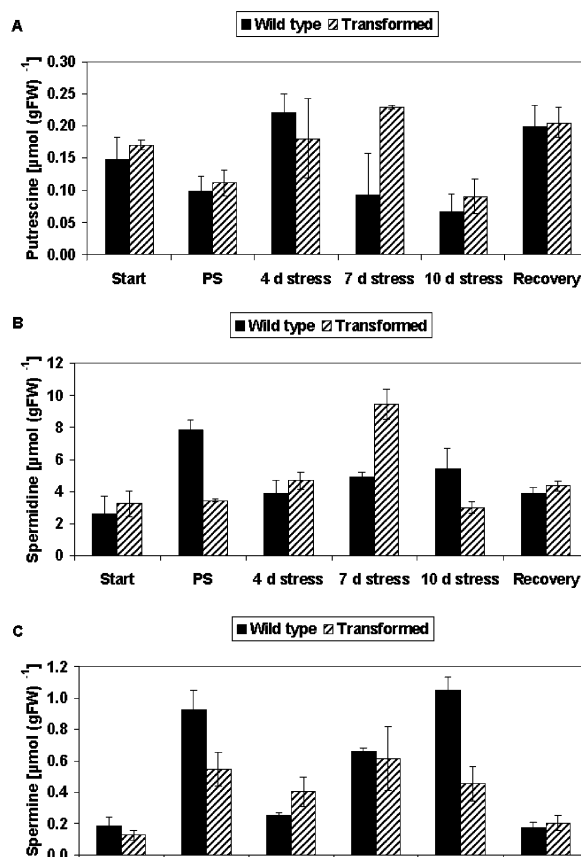 A
Wild type Transformed
Putrescine [µmol (gFW) -1]
0.30
0.25
0.20
0.15
0.10
0.05
0.00
Start PS 4 d stress 7 d stress 10 d stress Recovery
B
Wild type Transformed
Spermidine [µmol (gFW) -1]
12
10
8
6
4
2
0
Start PS 4 d stress 7 d stress 10 d stress Recovery
C
Wild type Transformed
Spermine [µmol (gFW) -1]
1.2
1.0
0.8
0.6
0.4
0.2
0